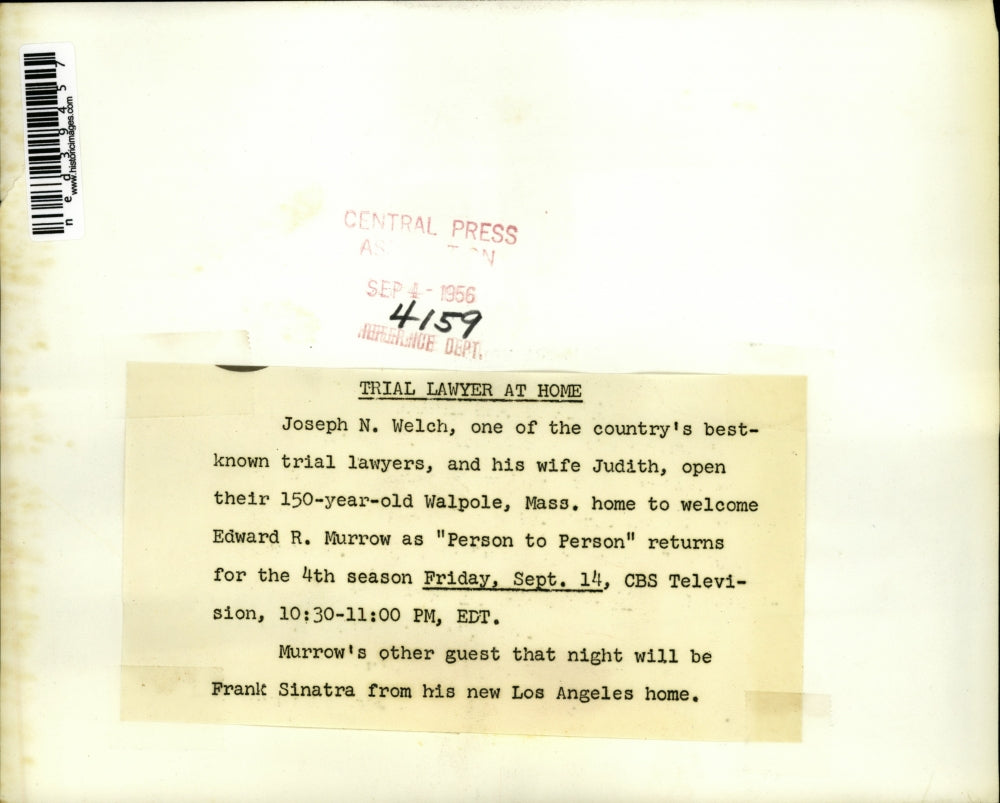 ned39457
www.historicimages.com
CENTRAL PRESS
SEP 4 - 1956
4159
REFERENCE DEPT.
TRIAL LAWYER AT HOME
Joseph N. Welch, one of the country's best-
known trial lawyers, and his wife Judith, open
their 150-year-old Walpole, Mass. home to welcome
Edward R. Murrow as "Person to Person" returns
for the 4th season Friday, Sept. 14, CBS Televi-
sion, 10:30-11:00 PM, EDT.
Murrow's other guest that night will be
Frank Sinatra from his new Los Angeles home.